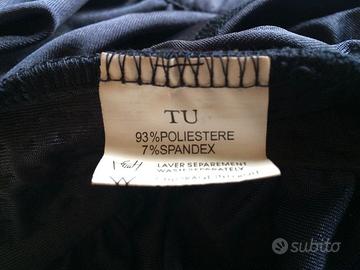 TU
93%POLIESTERE
7%SPANDEX
LAVER SEPAREMENT
WASH SEPARATELY
subito